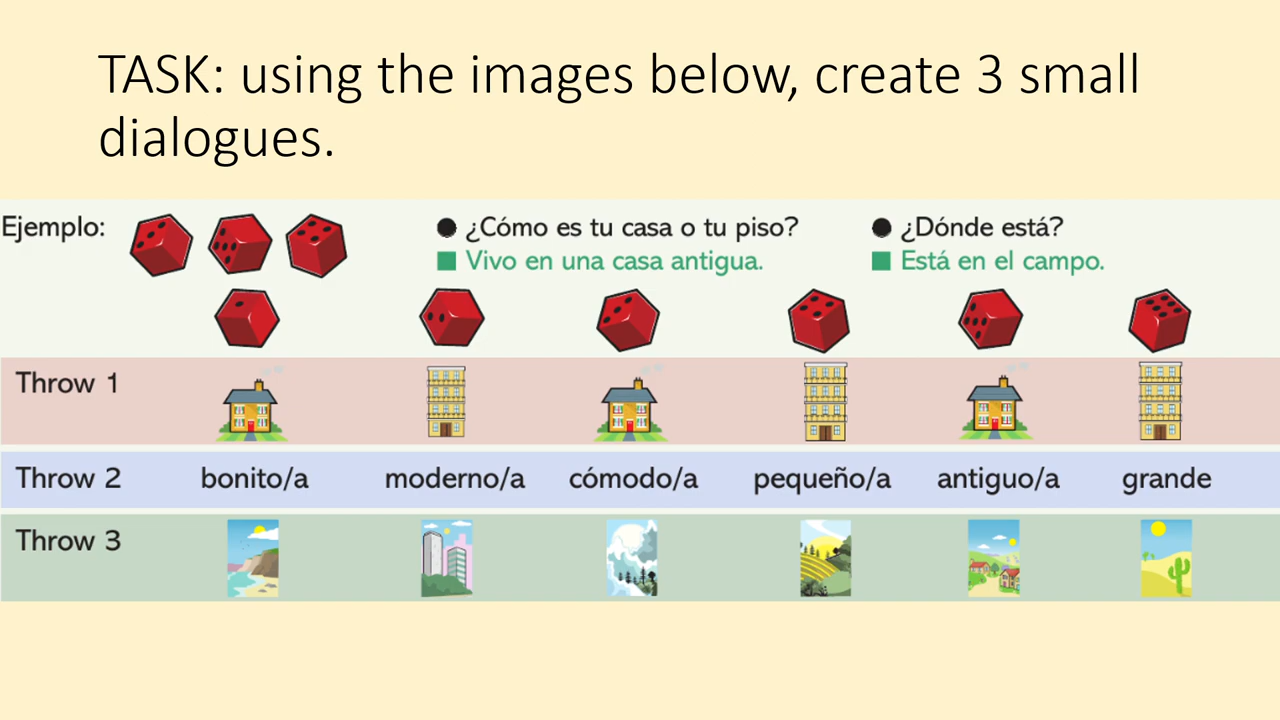 TASK: using the images below, create 3 small
dialogues.
Ejemplo:
¿Cómo es tu casa o tu piso?
Vivo en una casa antigua.
¿Dónde está?
Está en el campo.
Throw 1
Throw 2 bonito/a moderno/a cómodo/a pequeño/a antiguo/a grande
Throw 3